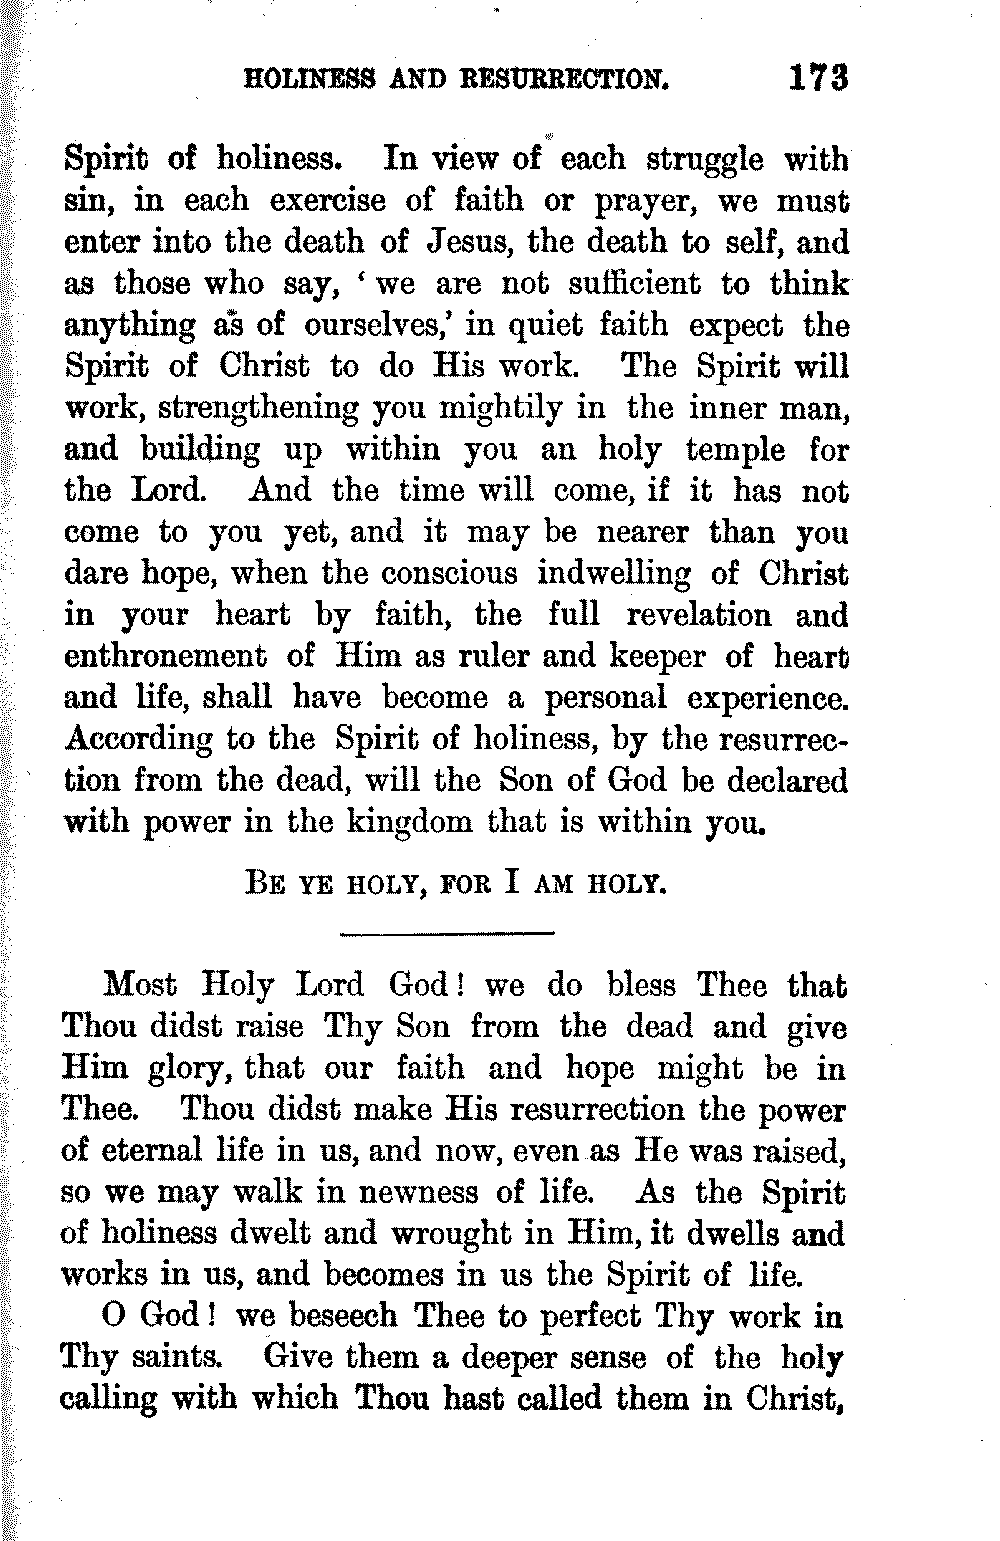 HOLINESS AND RESURRECTION. 173
Spirit of holiness. In view of each struggle with
sin, in each exercise of faith or prayer, we must
enter into the death of Jesus, the death to self, and
as those who say, ‘ we are not sufficient to think
anything as of ourselves,’ in quiet faith expect the
Spirit of Christ to do His work. The Spirit will
work, strengthening you mightily in the inner man,
and building up within you an holy temple for
the Lord. And the time will come, if it has not
come to you yet, and it may be nearer than you
dare hope, when the conscious indwelling of Christ
in your heart by faith, the full revelation and
enthronement of Him as ruler and keeper of heart
and life, shall have become a personal experience.
According to the Spirit of holiness, by the resurrec-
tion from the dead, will the Son of God be declared
with power in the kingdom that is within you.
BE YE HOLY, FOR I AM HOLY.
Most Holy Lord God! we do bless Thee that
Thou didst raise Thy Son from the dead and give
Him glory, that our faith and hope might be in
Thee. Thou didst make His resurrection the power
of eternal life in us, and now, even as He was raised,
so we may walk in newness of life. As the Spirit
of holiness dwelt and wrought in Him, it dwells and
works in us, and becomes in us the Spirit of life.
O God! we beseech Thee to perfect Thy work in
Thy saints. Give them a deeper sense of the holy
calling with which Thou hast called them in Christ,